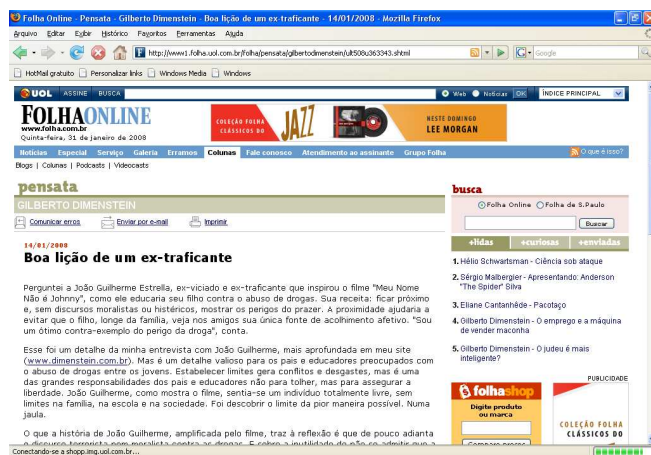 Folha Online - Pensata - Gilberto Dimenstein - Boa lição de um ex-traficante - 14/01/2008 - Mozilla Firefox
Arquivo Editar Exibir Histórico Favoritos Ferramentas Ajuda
http://www1.folha.uol.com.br/folha/pensata/gilbertodimenstein/ult508u363343.shtml
Google
HotMail gratuito Personalizar links Windows Media Windows
UOL ASSINE BUSCA Web Notícias OK ÍNDICE PRINCIPAL
FOLHAONLINE
www.folha.com.br
Quinta-feira, 31 de janeiro de 2008
COLEÇÃO FOLHA
CLÁSSICOS DO
JAZZ
NESTE DOMINGO
LEE MORGAN
Notícias Especial Serviço Galeria Erramos Colunas Fale conosco Atendimento ao assinante Grupo Folha O que é isso?
Blogs | Colunas | Podcasts | Videocasts
pensata
GILBERTO DIMENSTEIN
Comunicar erros Enviar por e-mail Imprimir
14/01/2008
Boa lição de um ex-traficante
Perguntei a João Guilherme Estrella, ex-viciado e ex-traficante que inspirou o filme "Meu Nome
Não é Johnny", como ele educaria seu filho contra o abuso de drogas. Sua receita: ficar próximo
e, sem discursos moralistas ou histéricos, mostrar os perigos do prazer. A proximidade ajudaria a
evitar que o filho, longe da família, veja nos amigos sua única fonte de acolhimento afetivo. "Sou
um ótimo contra-exemplo do perigo da droga", conta.
Esse foi um detalhe da minha entrevista com João Guilherme, mais aprofundada em meu site
(www.dimenstein.com.br). Mas é um detalhe valioso para os pais e educadores preocupados com
o abuso de drogas entre os jovens. Estabelecer limites gera conflitos e desgastes, mas é uma
das grandes responsabilidades dos pais e educadores não para tolher, mas para assegurar a
liberdade. João Guilherme, como mostra o filme, sentia-se um indivíduo totalmente livre, sem
limites na família, na escola e na sociedade. Foi descobrir o limite da pior maneira possível. Numa
jaula.
O que a história de João Guilherme, amplificada pelo filme, traz à reflexão é que de pouco adianta
o discurso terrorista nem moralista contra as drogas. E sobre a inutilidade do não se admitir que a
busca
Folha Online Folha de S.Paulo
Buscar
+lidas +curiosas +enviadas
1. Hélio Schwartsman - Ciência sob ataque
2. Sérgio Malbergier - Apresentando: Anderson
"The Spider" Silva
3. Eliane Cantanhêde - Pacotaço
4. Gilberto Dimenstein - O emprego e a máquina
de vender maconha
5. Gilberto Dimenstein - O judeu é mais
inteligente?
PUBLICIDADE
folhashop
Digite produto
ou marca
Compare preços
COLEÇÃO FOLHA
CLÁSSICOS DO
Conectando-se a shopp.img.uol.com.br...